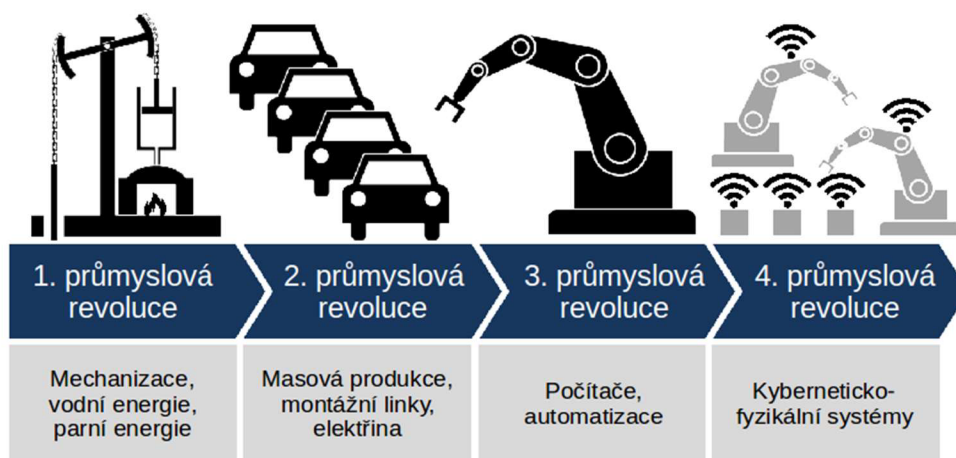 1. průmyslová
revoluce
2. průmyslová
revoluce
3. průmyslová
revoluce
4. průmyslová
revoluce
Mechanizace,
vodní energie,
parní energie
Masová produkce,
montážní linky,
elektřina
Počítače,
automatizace
Kyberneticko-
fyzikální systémy